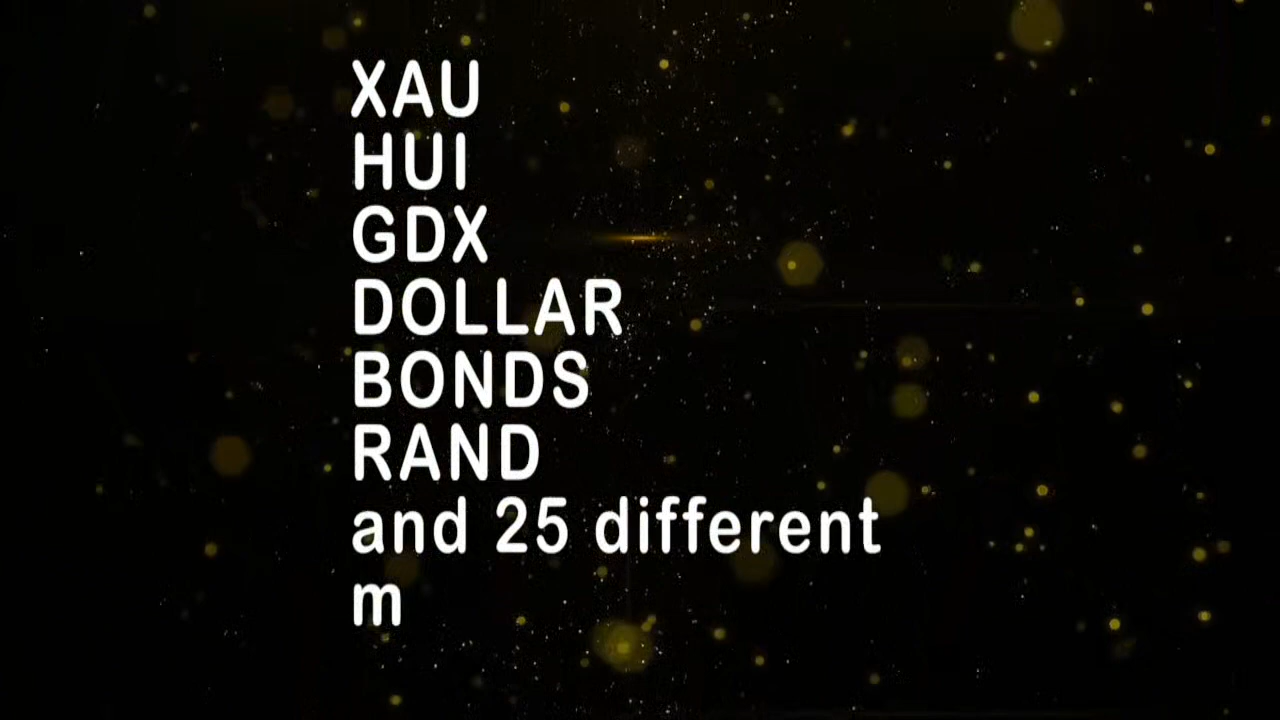 XAU
HUI
GDX
DOLLAR
BONDS
RAND
and 25 different
m